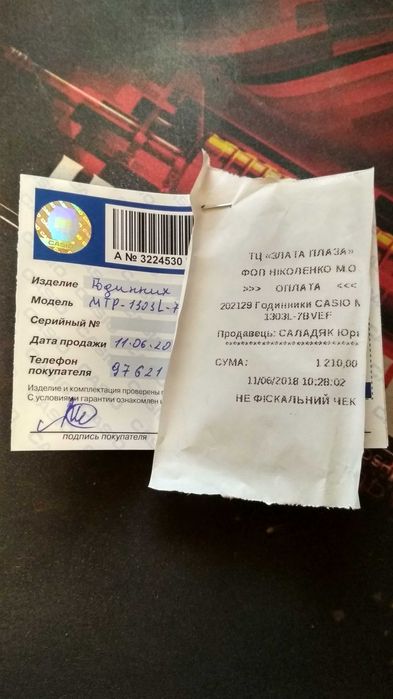 CASIO
A № 3224530
Изделие Годинник
Модель MTP-1303L-7
Серийный №
Дата продажи 11.06.20
Телефон
покупателя 97621
Изделие и комплектация проверены
С условиями гарантии ознакомлен
подпись покупателя
ТЦ «ЗЛАТА ПЛАЗА»
ФОП НІКОЛЕНКО М.О
>>> ОПЛАТА <<<
202129 Годинники CASIO M
1303L-7BVEF
Продавець: САЛАДЯК Юрі
СУМА: 1 210,00
11/06/2018 10:28:02
НЕ ФІСКАЛЬНИЙ ЧЕК